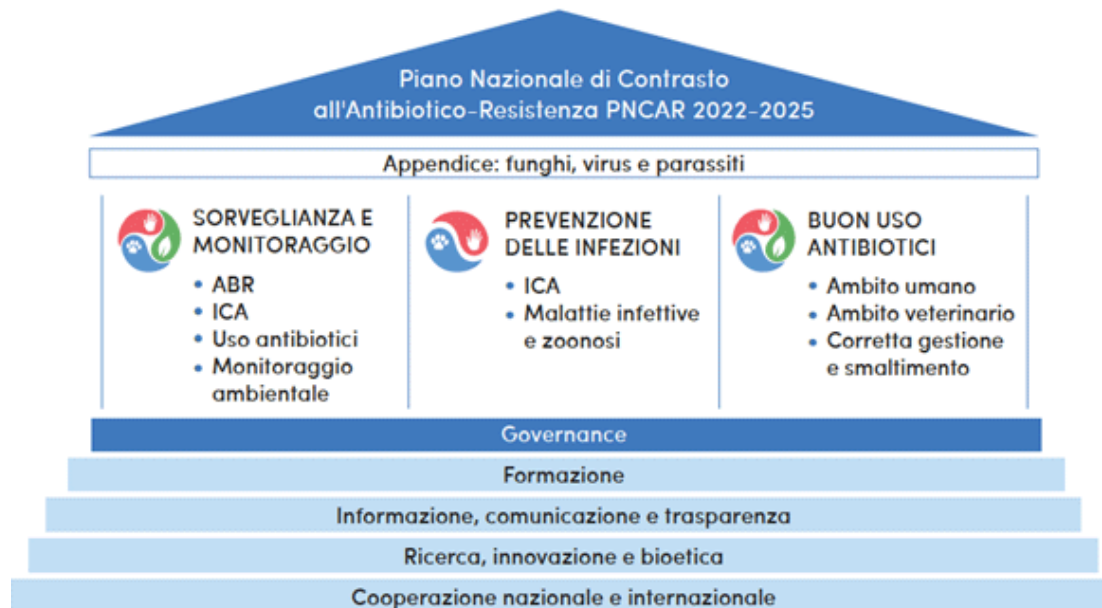 Piano Nazionale di Contrasto
all'Antibiotico-Resistenza PNCAR 2022-2025
Appendice: funghi, virus e parassiti
SORVEGLIANZA E
MONITORAGGIO
• ABR
• ICA
• Uso antibiotici
• Monitoraggio
ambientale
PREVENZIONE
DELLE INFEZIONI
• ICA
• Malattie infettive
e zoonosi
BUON USO
ANTIBIOTICI
• Ambito umano
• Ambito veterinario
• Corretta gestione
e smaltimento
Governance
Formazione
Informazione, comunicazione e trasparenza
Ricerca, innovazione e bioetica
Cooperazione nazionale e internazionale